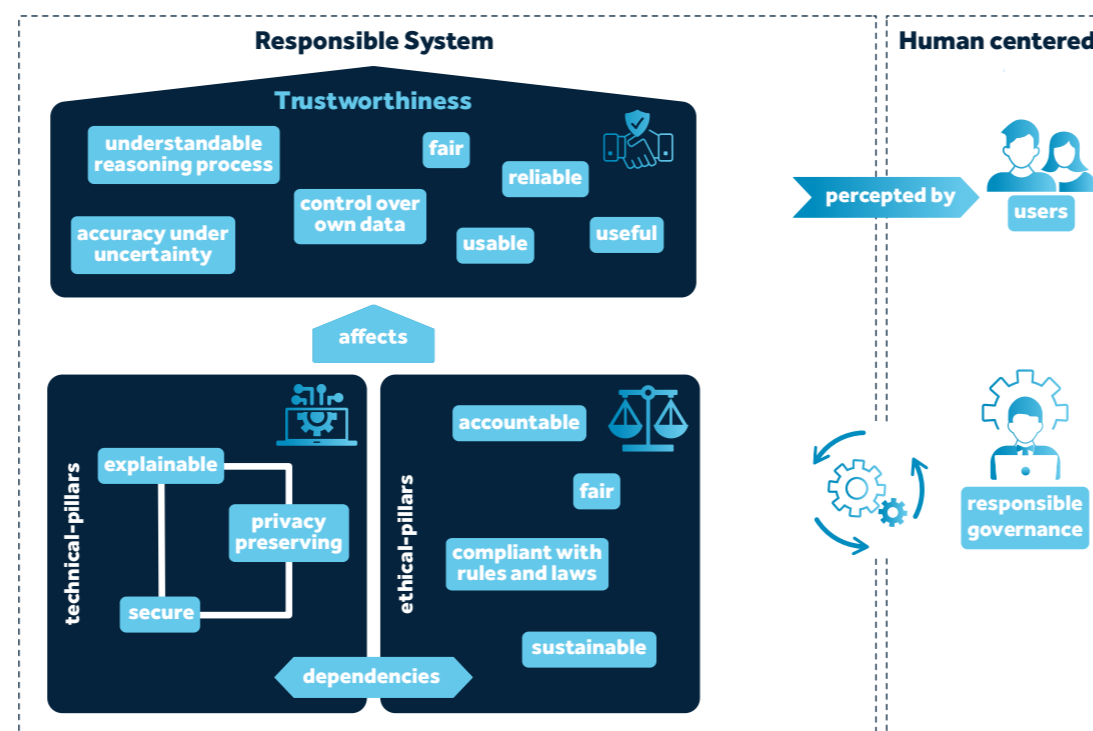 Responsible System
Human centered
Trustworthiness
understandable
reasoning process
fair
reliable
control over
own data
accuracy under
uncertainty
usable
useful
percepted by
users
affects
technical-pillars
explainable
privacy
preserving
secure
ethical-pillars
accountable
fair
compliant with
rules and laws
sustainable
dependencies
responsible
governance